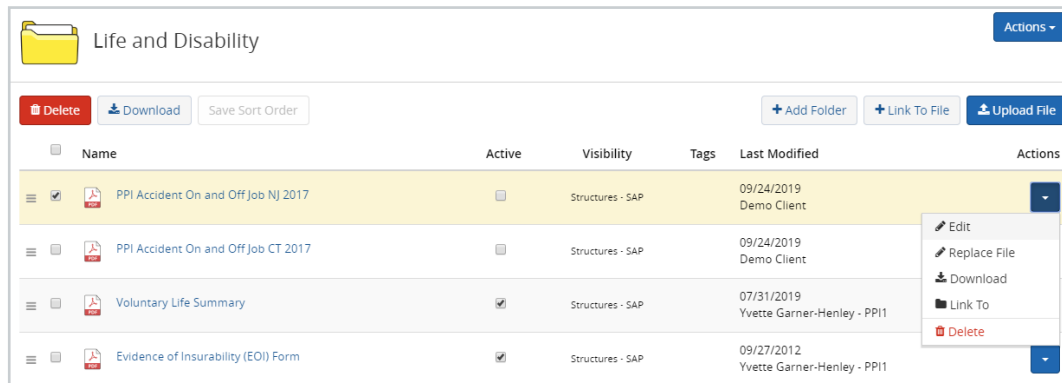 Life and Disability
Actions
Delete
Download
Save Sort Order
+ Add Folder
+ Link To File
Upload File
Name Active Visibility Tags Last Modified Actions
PDF PPI Accident On and Off Job NJ 2017 Structures - SAP 09/24/2019
Demo Client
Edit
Replace File
Download
Link To
Delete
PDF PPI Accident On and Off Job CT 2017 Structures - SAP 09/24/2019
Demo Client
PDF Voluntary Life Summary Structures - SAP 07/31/2019
Yvette Garner-Henley - PPI1
PDF Evidence of Insurability (EOI) Form Structures - SAP 09/27/2012
Yvette Garner-Henley - PPI1